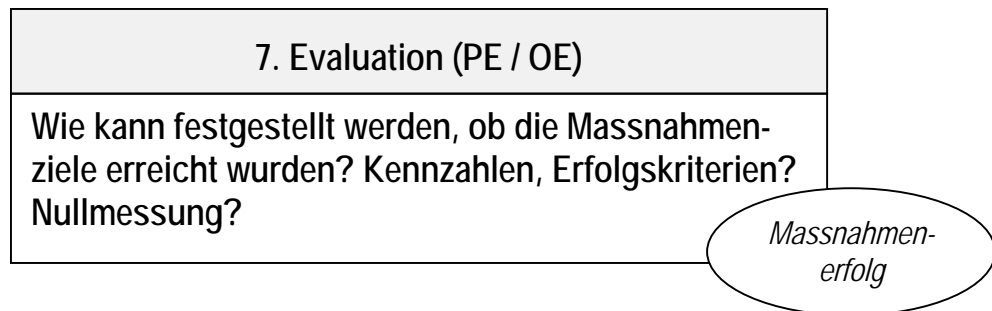 7. Evaluation (PE / OE)
Wie kann festgestellt werden, ob die Massnahmen-
ziele erreicht wurden? Kennzahlen, Erfolgskriterien?
Nullmessung?
Massnahmen-
erfolg